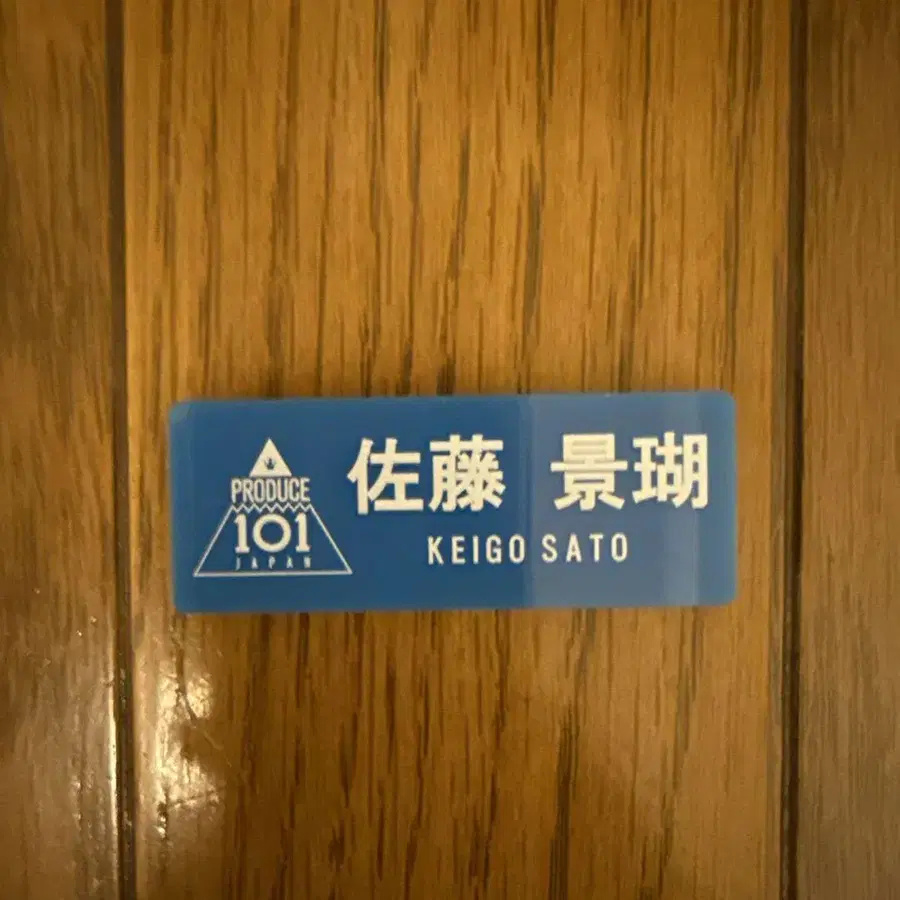 PRODUCE
101
JAPAN
佐藤 景瑚
KEIGO SATO